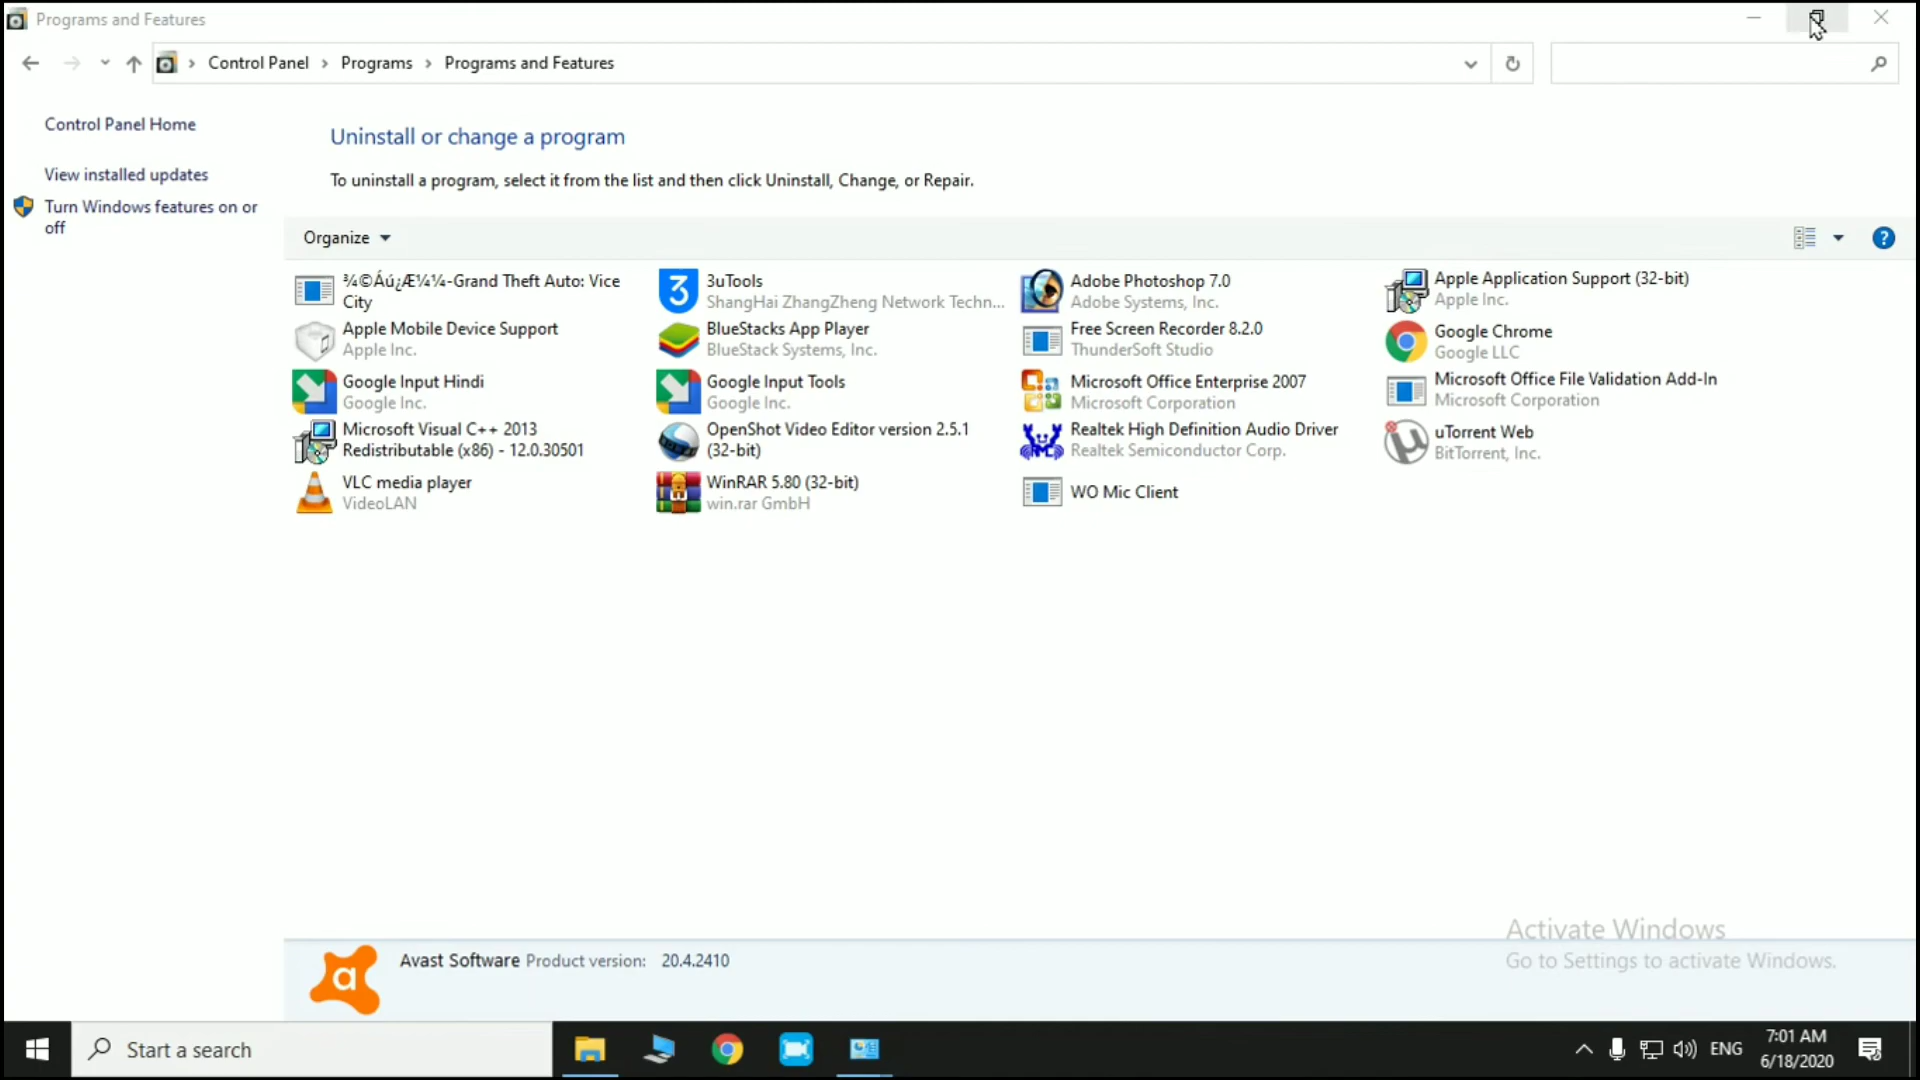 Programs and Features
Control Panel
Programs
Programs and Features
Control Panel Home
View installed updates
Turn Windows features on or
off
Uninstall or change a program
To uninstall a program, select it from the list and then click Uninstall, Change, or Repair.
Organize
¾©Áú¿Æ¼¼-Grand Theft Auto: Vice
City
3uTools
ShangHai ZhangZheng Network Techn...
Adobe Photoshop 7.0
Adobe Systems, Inc.
Apple Application Support (32-bit)
Apple Inc.
Apple Mobile Device Support
Apple Inc.
BlueStacks App Player
BlueStack Systems, Inc.
Free Screen Recorder 8.2.0
ThunderSoft Studio
Google Chrome
Google LLC
Google Input Hindi
Google Inc.
Google Input Tools
Google Inc.
Microsoft Office Enterprise 2007
Microsoft Corporation
Microsoft Office File Validation Add-In
Microsoft Corporation
Microsoft Visual C++ 2013
Redistributable (x86) - 12.0.30501
OpenShot Video Editor version 2.5.1
(32-bit)
Realtek High Definition Audio Driver
Realtek Semiconductor Corp.
uTorrent Web
BitTorrent, Inc.
VLC media player
VideoLAN
WinRAR 5.80 (32-bit)
win.rar GmbH
WO Mic Client
Activate Windows
Go to Settings to activate Windows.
Avast Software Product version: 20.4.2410
Start a search
ENG
7:01 AM
6/18/2020